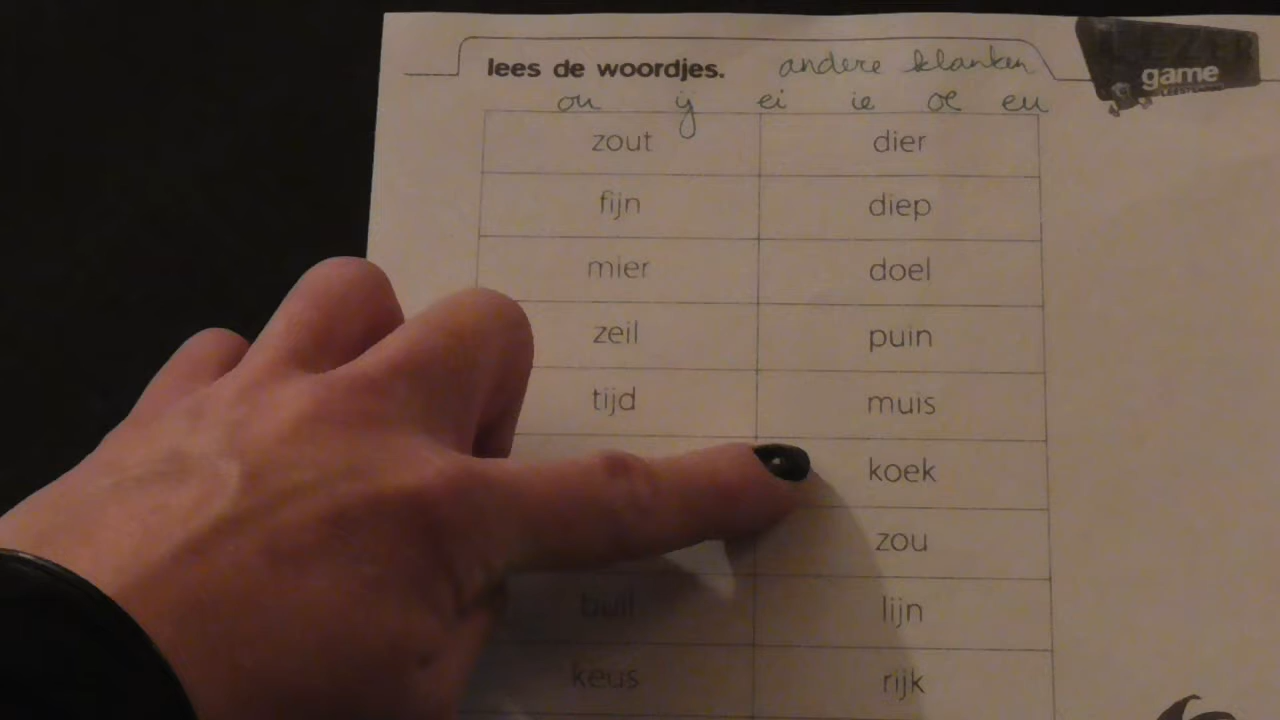 lees de woordjes. andere klanken
ou ij ei ie oe eu
zout dier
fijn diep
mier doel
zeil puin
tijd muis
koek
zou
buil lijn
keus rijk
game